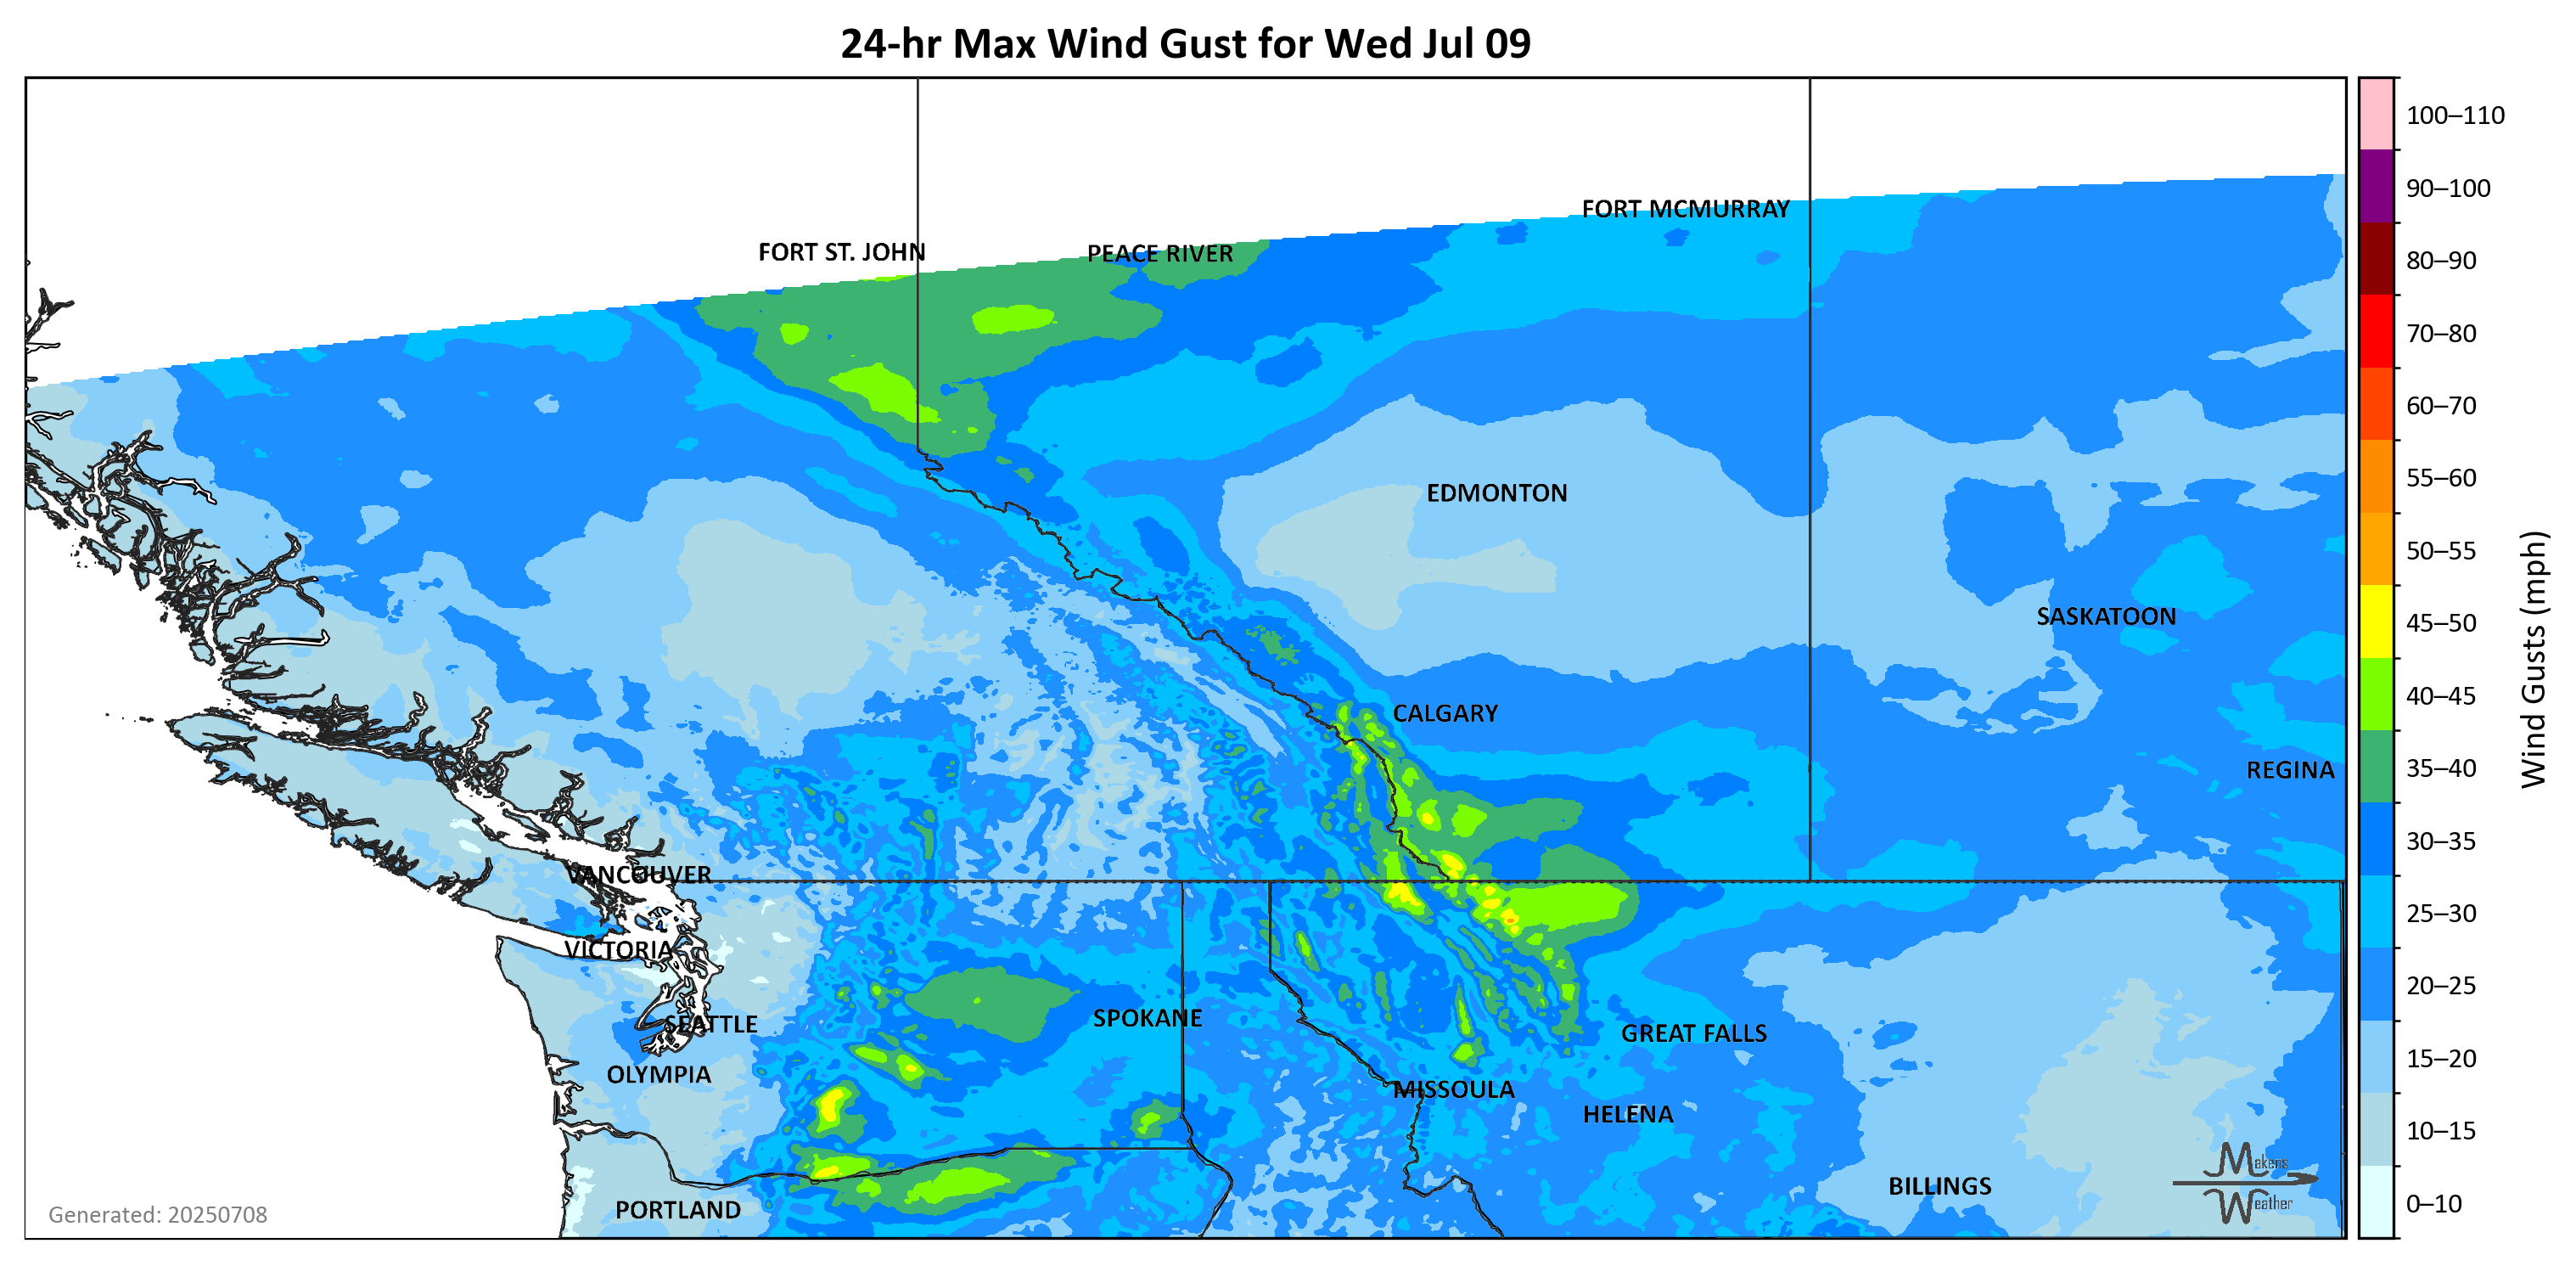 24-hr Max Wind Gust for Wed Jul 09
100–110
90–100
80–90
70–80
60–70
55–60
50–55
45–50
40–45
35–40
30–35
25–30
20–25
15–20
10–15
0–10
Wind Gusts (mph)
FORT MCMURRAY
FORT ST. JOHN
PEACE RIVER
EDMONTON
SASKATOON
CALGARY
REGINA
VANCOUVER
VICTORIA
SEATTLE
SPOKANE
GREAT FALLS
OLYMPIA
MISSOULA
HELENA
BILLINGS
PORTLAND
Makens
Weather
Generated: 20250708